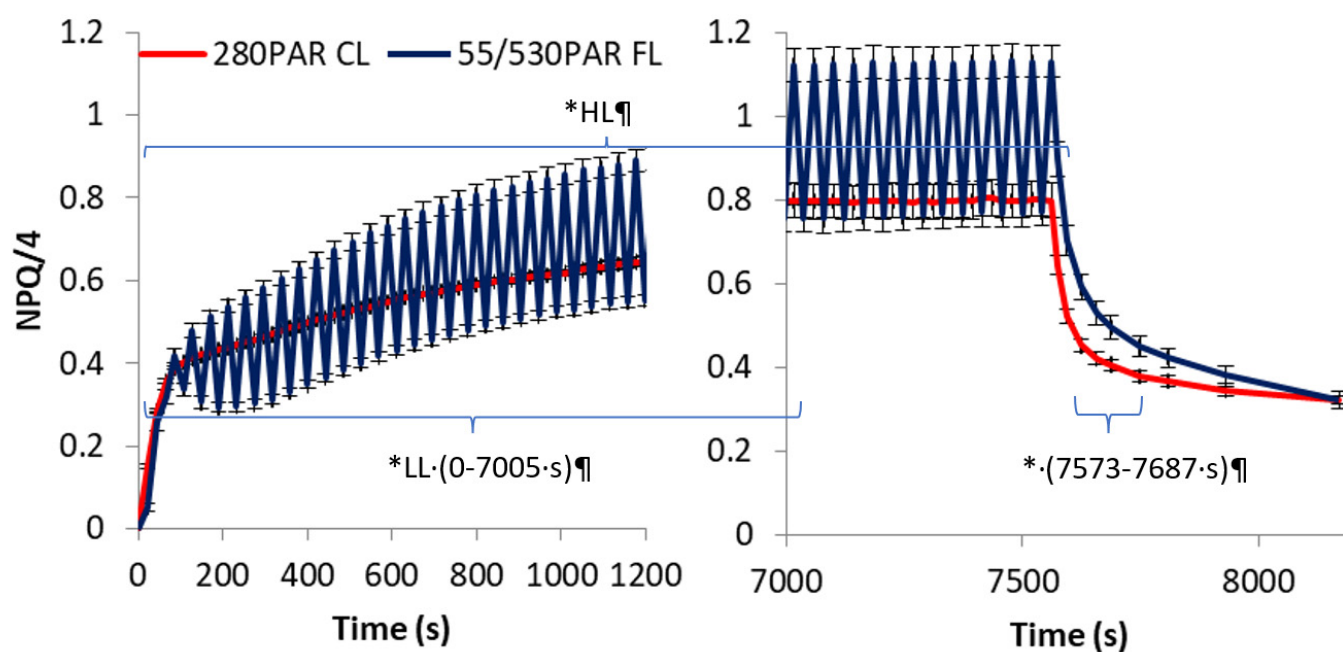 1.2
1
0.8
0.6
0.4
0.2
0
NPQ/4
280PAR CL
55/530PAR FL
*HL¶
*LL·(0-7005·s)¶
0 200 400 600 800 1000 1200
Time (s)
1.2
1
0.8
0.6
0.4
0.2
0
*·(7573-7687·s)¶
7000 7500 8000
Time (s)